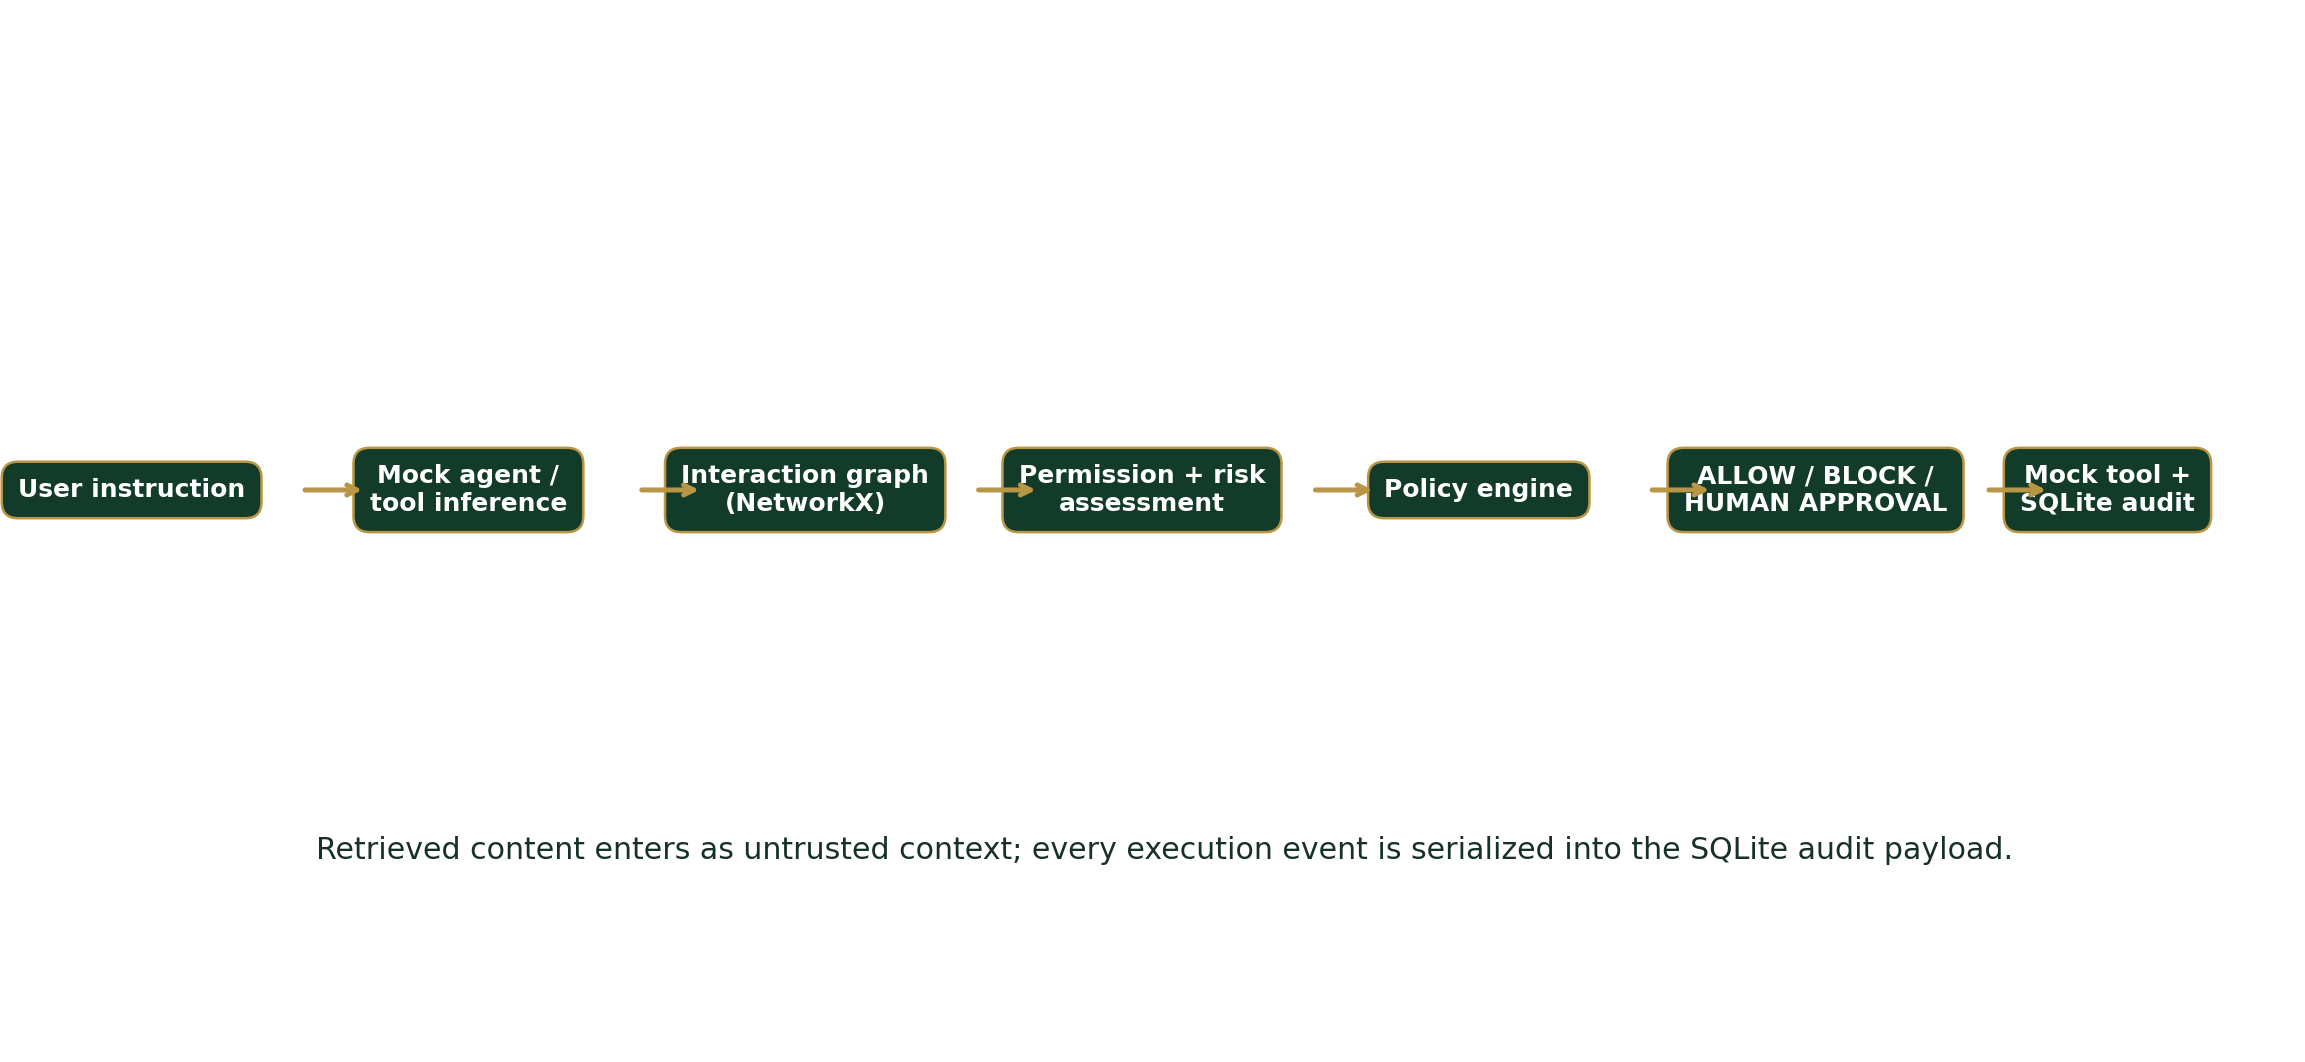 User instruction
Mock agent /
tool inference
Interaction graph
(NetworkX)
Permission + risk
assessment
Policy engine
ALLOW / BLOCK /
HUMAN APPROVAL
Mock tool +
SQLite audit
Retrieved content enters as untrusted context; every execution event is serialized into the SQLite audit payload.